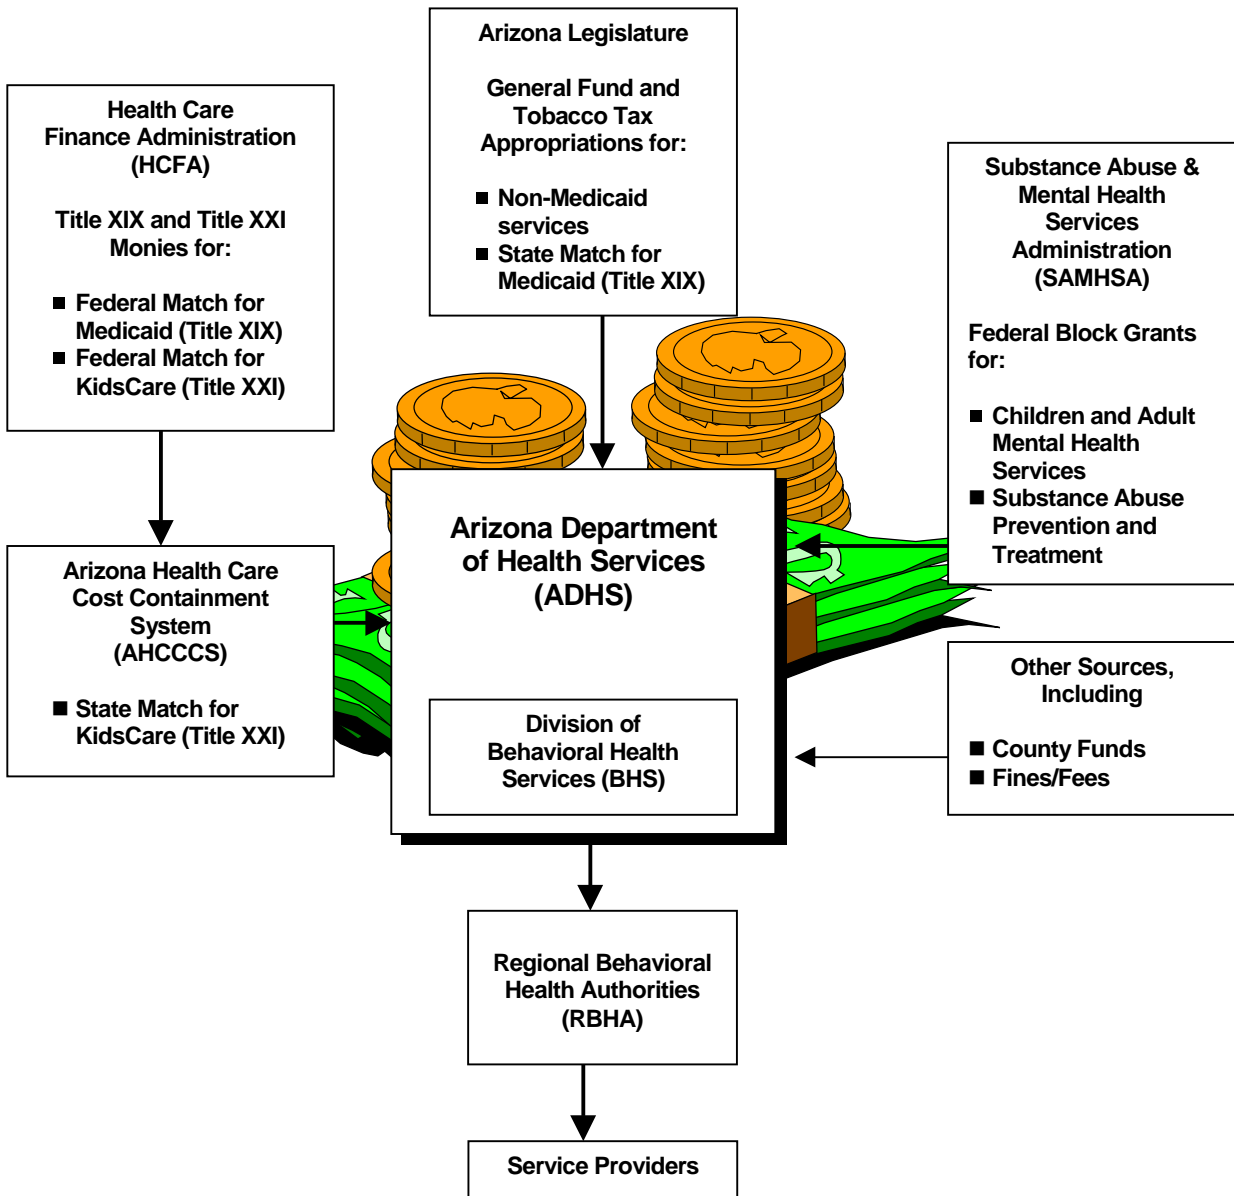 Arizona Legislature
General Fund and
Tobacco Tax
Appropriations for:
■ Non-Medicaid
services
■ State Match for
Medicaid (Title XIX)
Health Care
Finance Administration
(HCFA)
Title XIX and Title XXI
Monies for:
■ Federal Match for
Medicaid (Title XIX)
■ Federal Match for
KidsCare (Title XXI)
Substance Abuse &
Mental Health
Services
Administration
(SAMHSA)
Federal Block Grants
for:
■ Children and Adult
Mental Health
Services
■ Substance Abuse
Prevention and
Treatment
Arizona Department
of Health Services
(ADHS)
Arizona Health Care
Cost Containment
System
(AHCCCS)
■ State Match for
KidsCare (Title XXI)
Other Sources,
Including
■ County Funds
■ Fines/Fees
Division of
Behavioral Health
Services (BHS)
Regional Behavioral
Health Authorities
(RBHA)
Service Providers